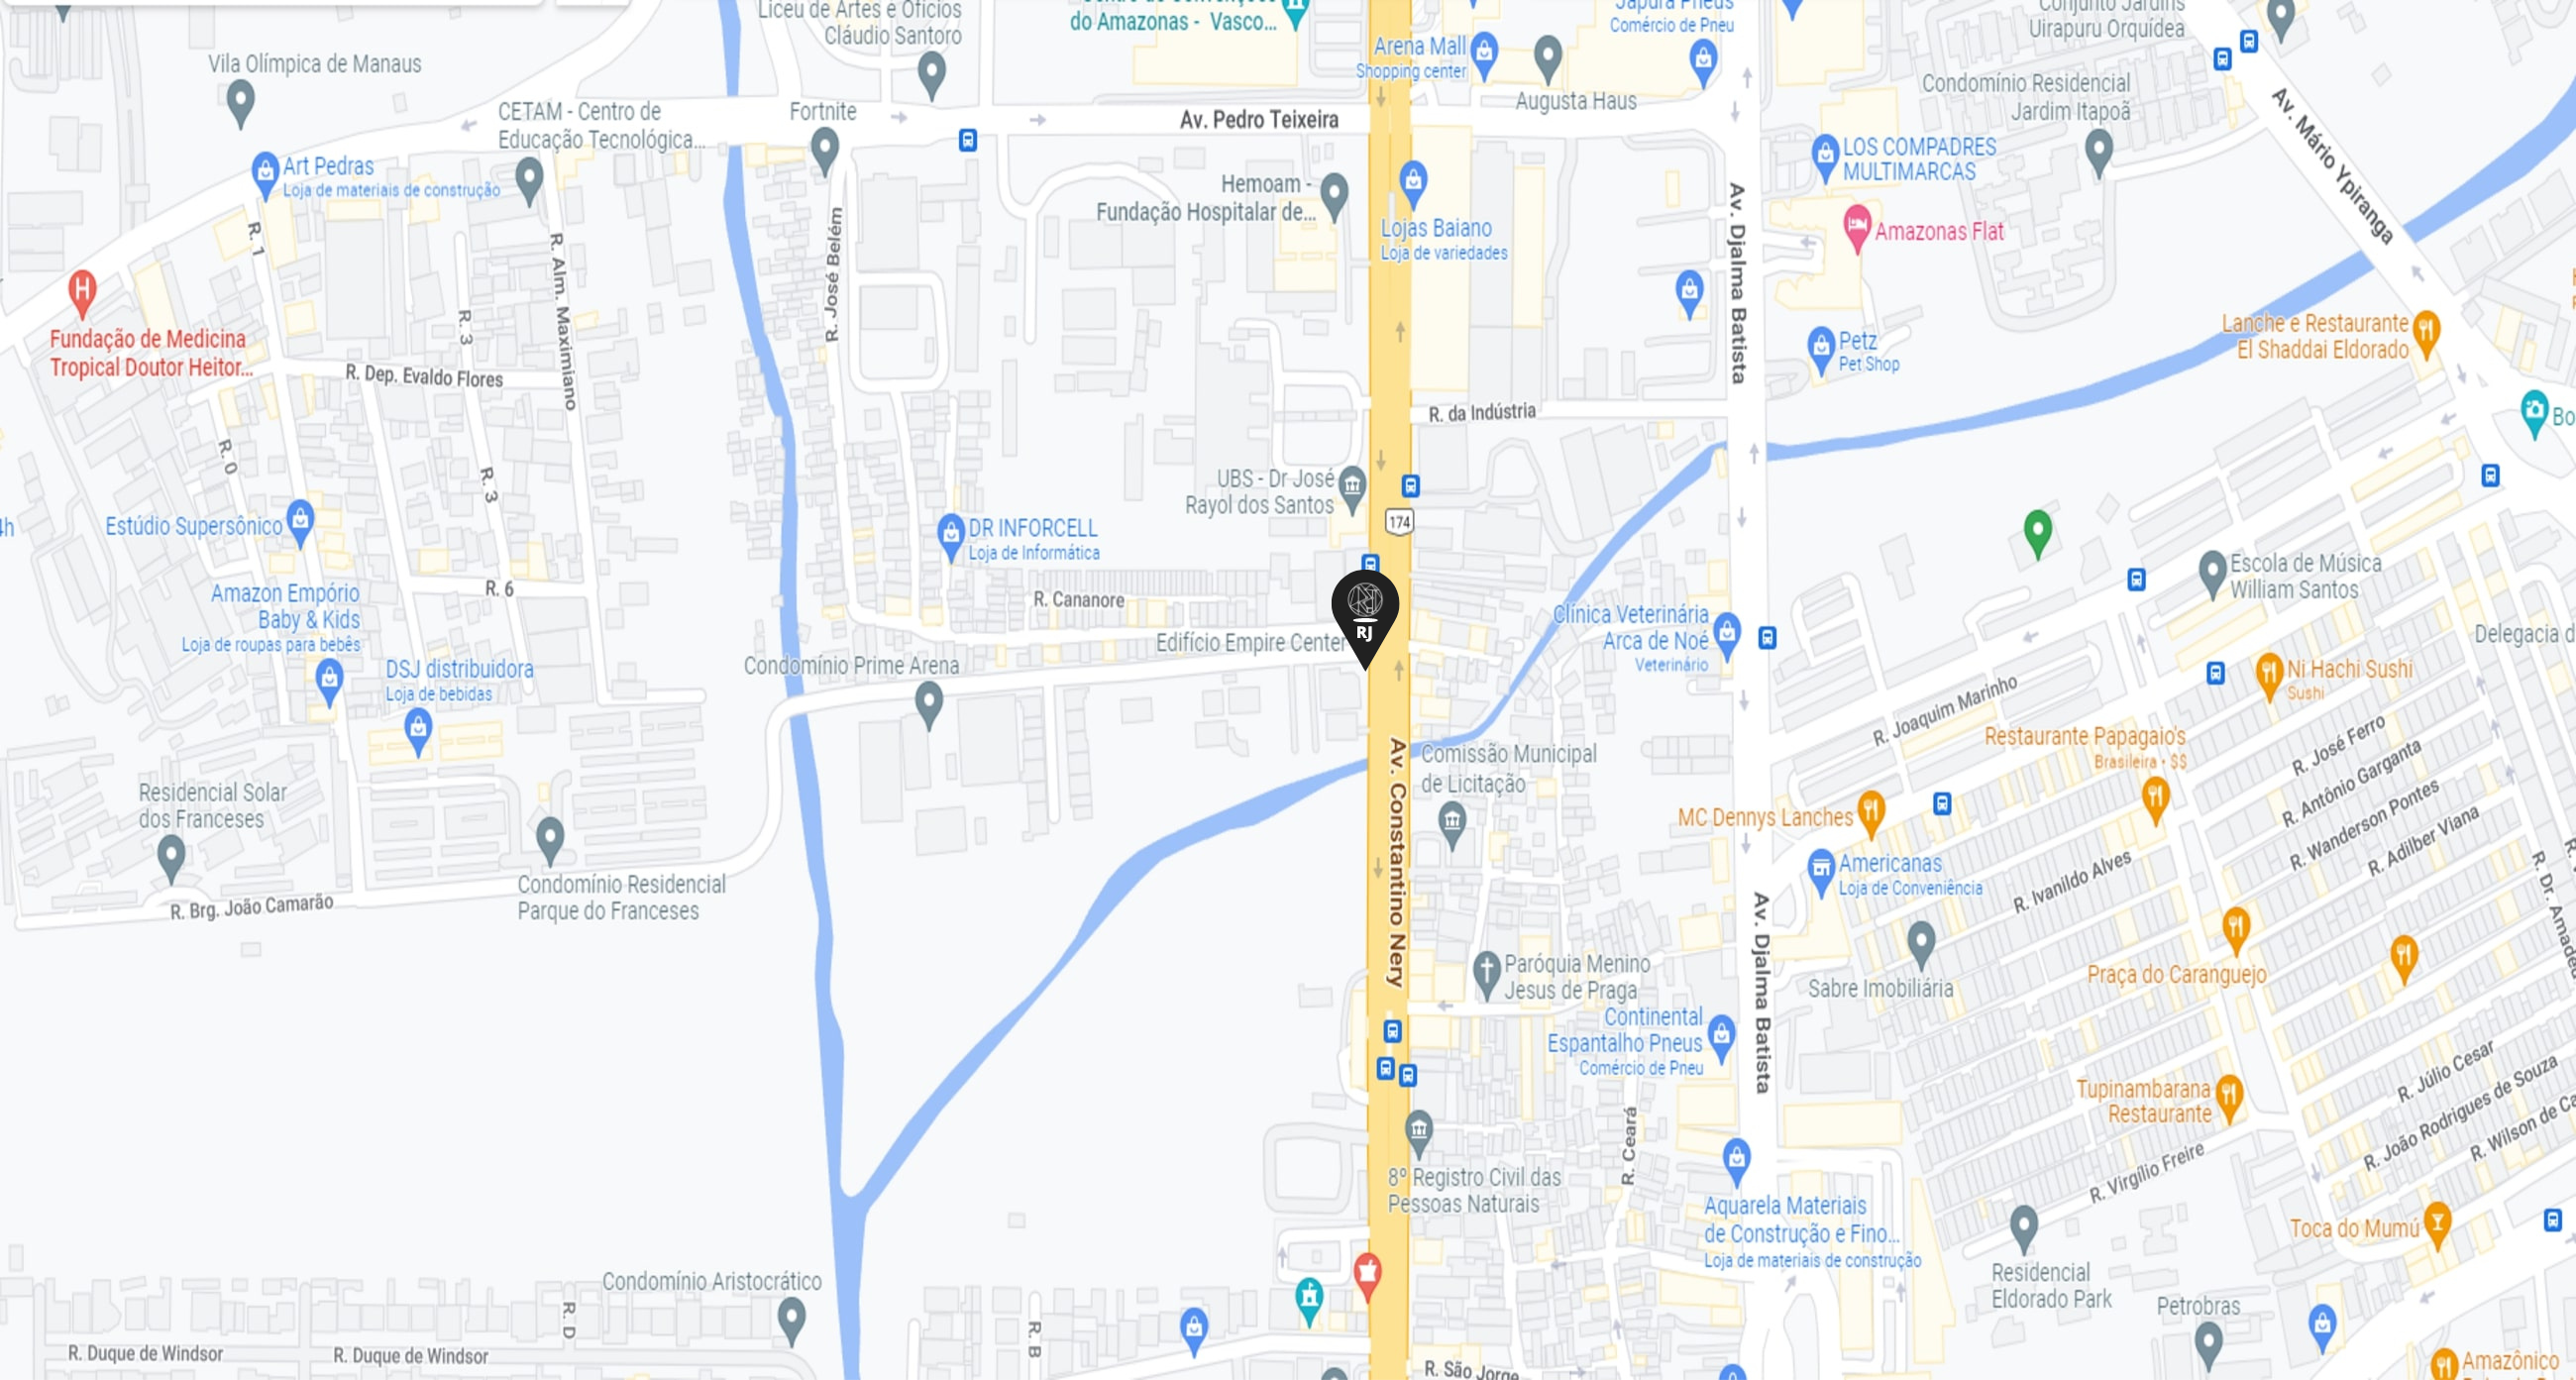 Liceu de Artes e Ofícios
Cláudio Santoro
do Amazonas - Vasco...
Arena Mall
Shopping center
Japurá Pneus
Comércio de Pneu
Conjunto Jardins
Uirapuru Orquídea
Vila Olímpica de Manaus
CETAM - Centro de
Educação Tecnológica...
Fortnite
Av. Pedro Teixeira
Augusta Haus
Condomínio Residencial
Jardim Itapoã
Av. Mário Ypiranga
Art Pedras
Loja de materiais de construção
LOS COMPADRES
MULTIMARCAS
Hemoam -
Fundação Hospitalar de...
Lojas Baiano
Loja de variedades
Amazonas Flat
R. 1
R. Alm. Maximiano
R. José Belém
Av. Djalma Batista
H
Fundação de Medicina
Tropical Doutor Heitor...
R. 3
R. Dep. Evaldo Flores
Petz
Pet Shop
Lanche e Restaurante
El Shaddai Eldorado
R. da Indústria
Bo
R. 0
R. 3
UBS - Dr José
Rayol dos Santos
174
Estúdio Supersônico
4h
DR INFORCELL
Loja de Informática
Escola de Música
William Santos
Amazon Empório
Baby & Kids
Loja de roupas para bebês
R. 6
R. Cananore
RJ
Edifício Empire Center
Clínica Veterinária
Arca de Noé
Veterinário
Delegacia d
Condomínio Prime Arena
DSJ distribuidora
Loja de bebidas
Ni Hachi Sushi
Sushi
R. Joaquim Marinho
Restaurante Papagaio's
Brasileira · $$
R. José Ferro
R. Antônio Garganta
R. Wanderson Pontes
R. Adilber Viana
Av. Constantino Nery
Comissão Municipal
de Licitação
MC Dennys Lanches
Residencial Solar
dos Franceses
Americanas
Loja de Conveniência
R. Ivanildo Alves
R. Dr. Amadeu
Condomínio Residencial
Parque do Franceses
R. Brg. João Camarão
Av. Djalma Batista
Paróquia Menino
Jesus de Praga
Sabre Imobiliária
Praça do Caranguejo
Continental
Espantalho Pneus
Comércio de Pneu
R. Júlio Cesar
R. João Rodrigues de Souza
R. Wilson de Ca
Tupinambarana
Restaurante
R. Ceará
R. Virgílio Freire
8º Registro Civil das
Pessoas Naturais
Aquarela Materiais
de Construção e Fino...
Loja de materiais de construção
Toca do Mumú
Residencial
Eldorado Park
Petrobras
Condomínio Aristocrático
R. D
R. B
R. Duque de Windsor
R. Duque de Windsor
R. São Jorge
Amazônico